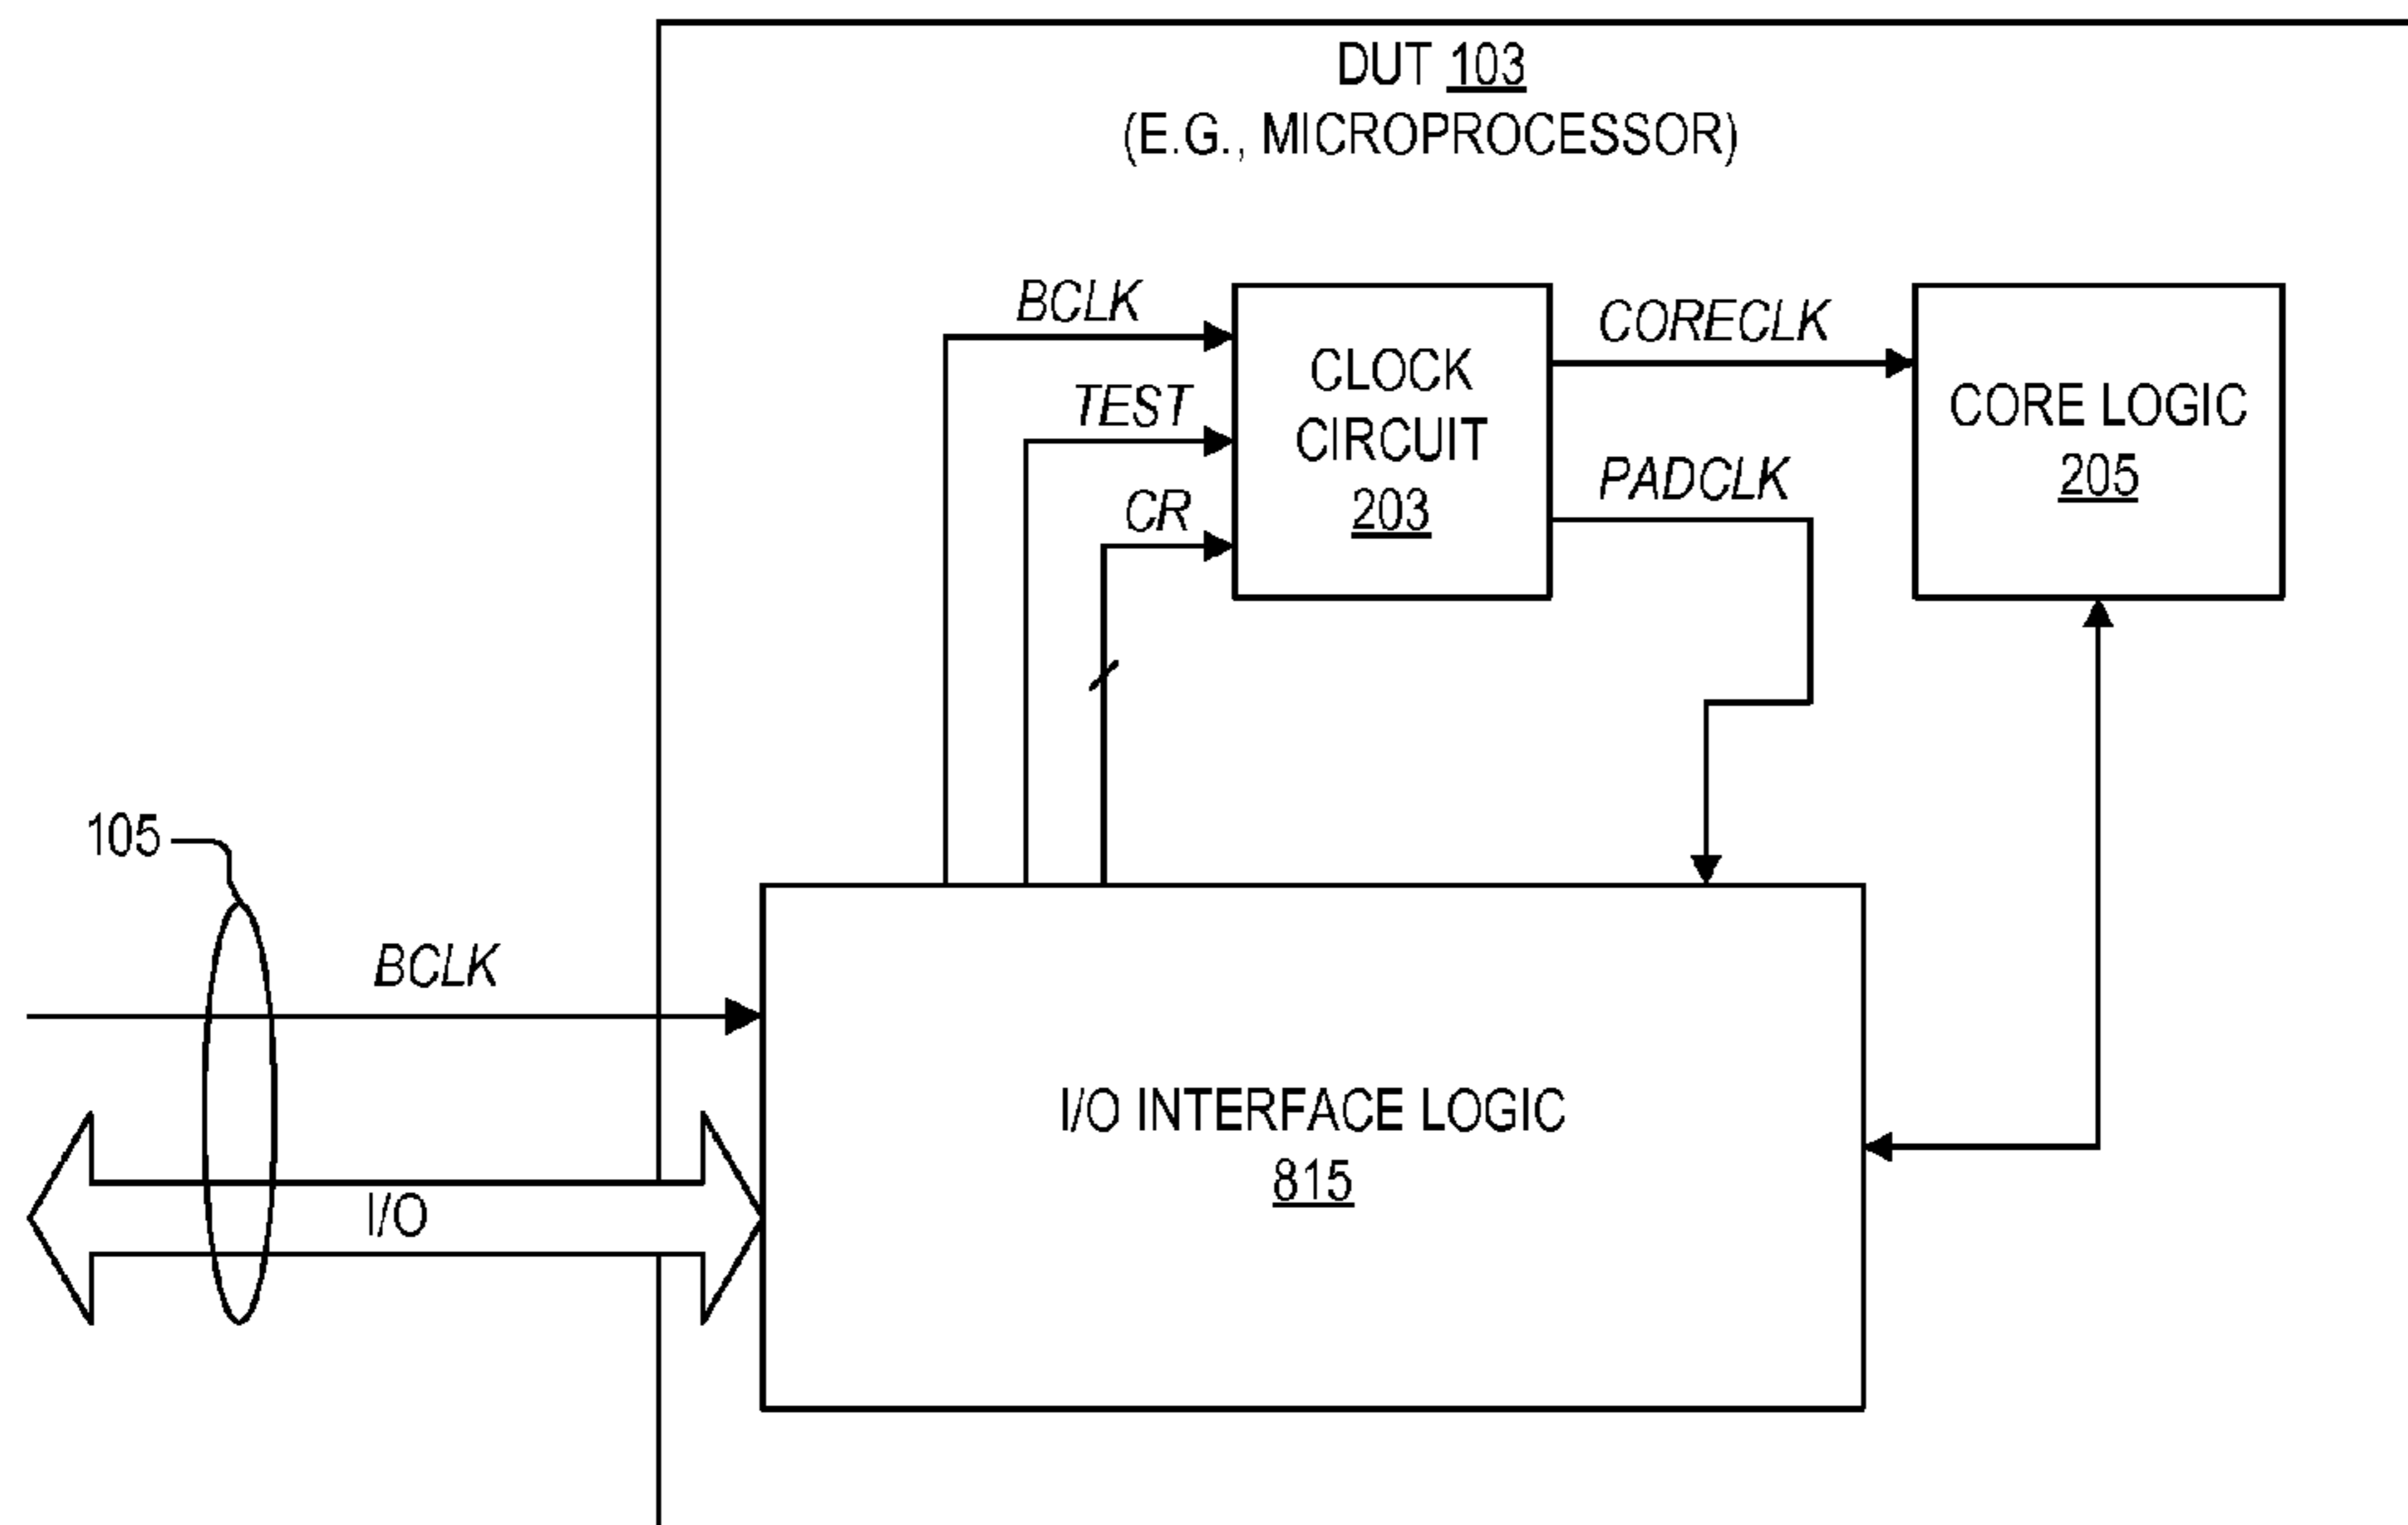 DUT 103
(E.G., MICROPROCESSOR)
BCLK
TEST
CR
CLOCK
CIRCUIT
203
CORECLK
PADCLK
CORE LOGIC
205
105
BCLK
I/O
I/O INTERFACE LOGIC
815